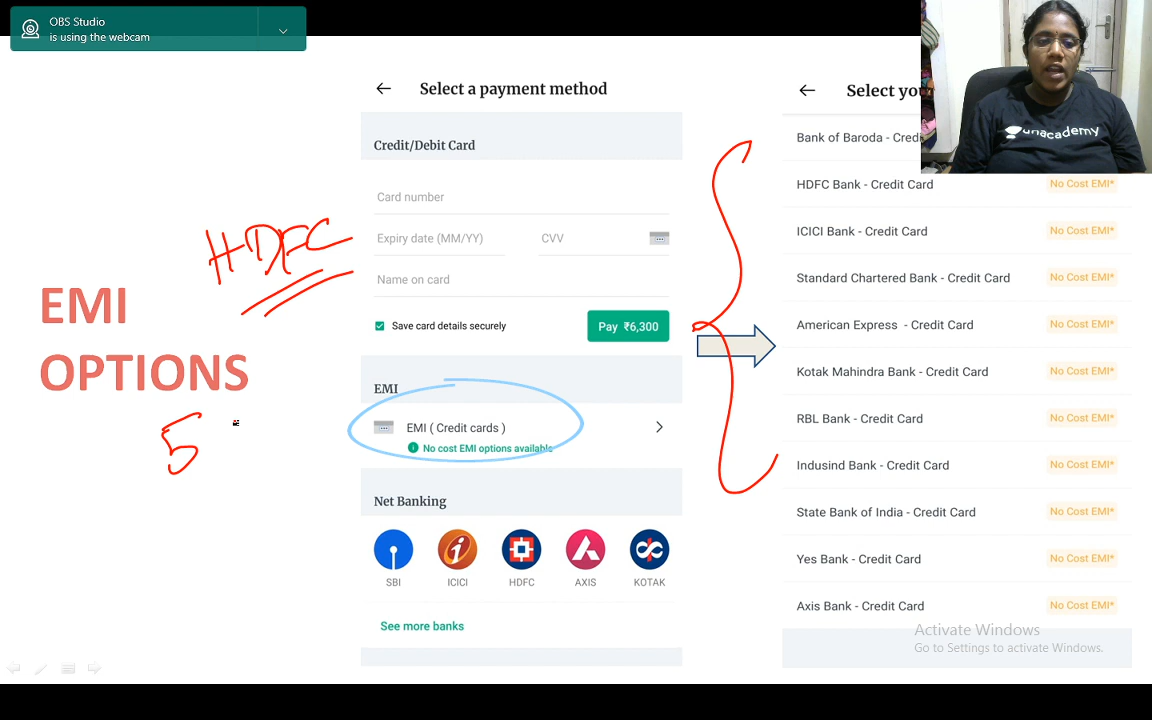 OBS Studio
is using the webcam
Select a payment method
Credit/Debit Card
Card number
Expiry date (MM/YY) CVV
Name on card
Save card details securely
Pay ₹6,300
EMI
EMI ( Credit cards )
No cost EMI options available
Net Banking
SBI ICICI HDFC AXIS KOTAK
See more banks
HDFC
EMI
OPTIONS
5
Select you
unacademy
Bank of Baroda - Cred
HDFC Bank - Credit Card No Cost EMI*
ICICI Bank - Credit Card No Cost EMI*
Standard Chartered Bank - Credit Card No Cost EMI*
American Express - Credit Card No Cost EMI*
Kotak Mahindra Bank - Credit Card No Cost EMI*
RBL Bank - Credit Card No Cost EMI*
Indusind Bank - Credit Card No Cost EMI*
State Bank of India - Credit Card No Cost EMI*
Yes Bank - Credit Card No Cost EMI*
Axis Bank - Credit Card No Cost EMI*
Activate Windows
Go to Settings to activate Windows.